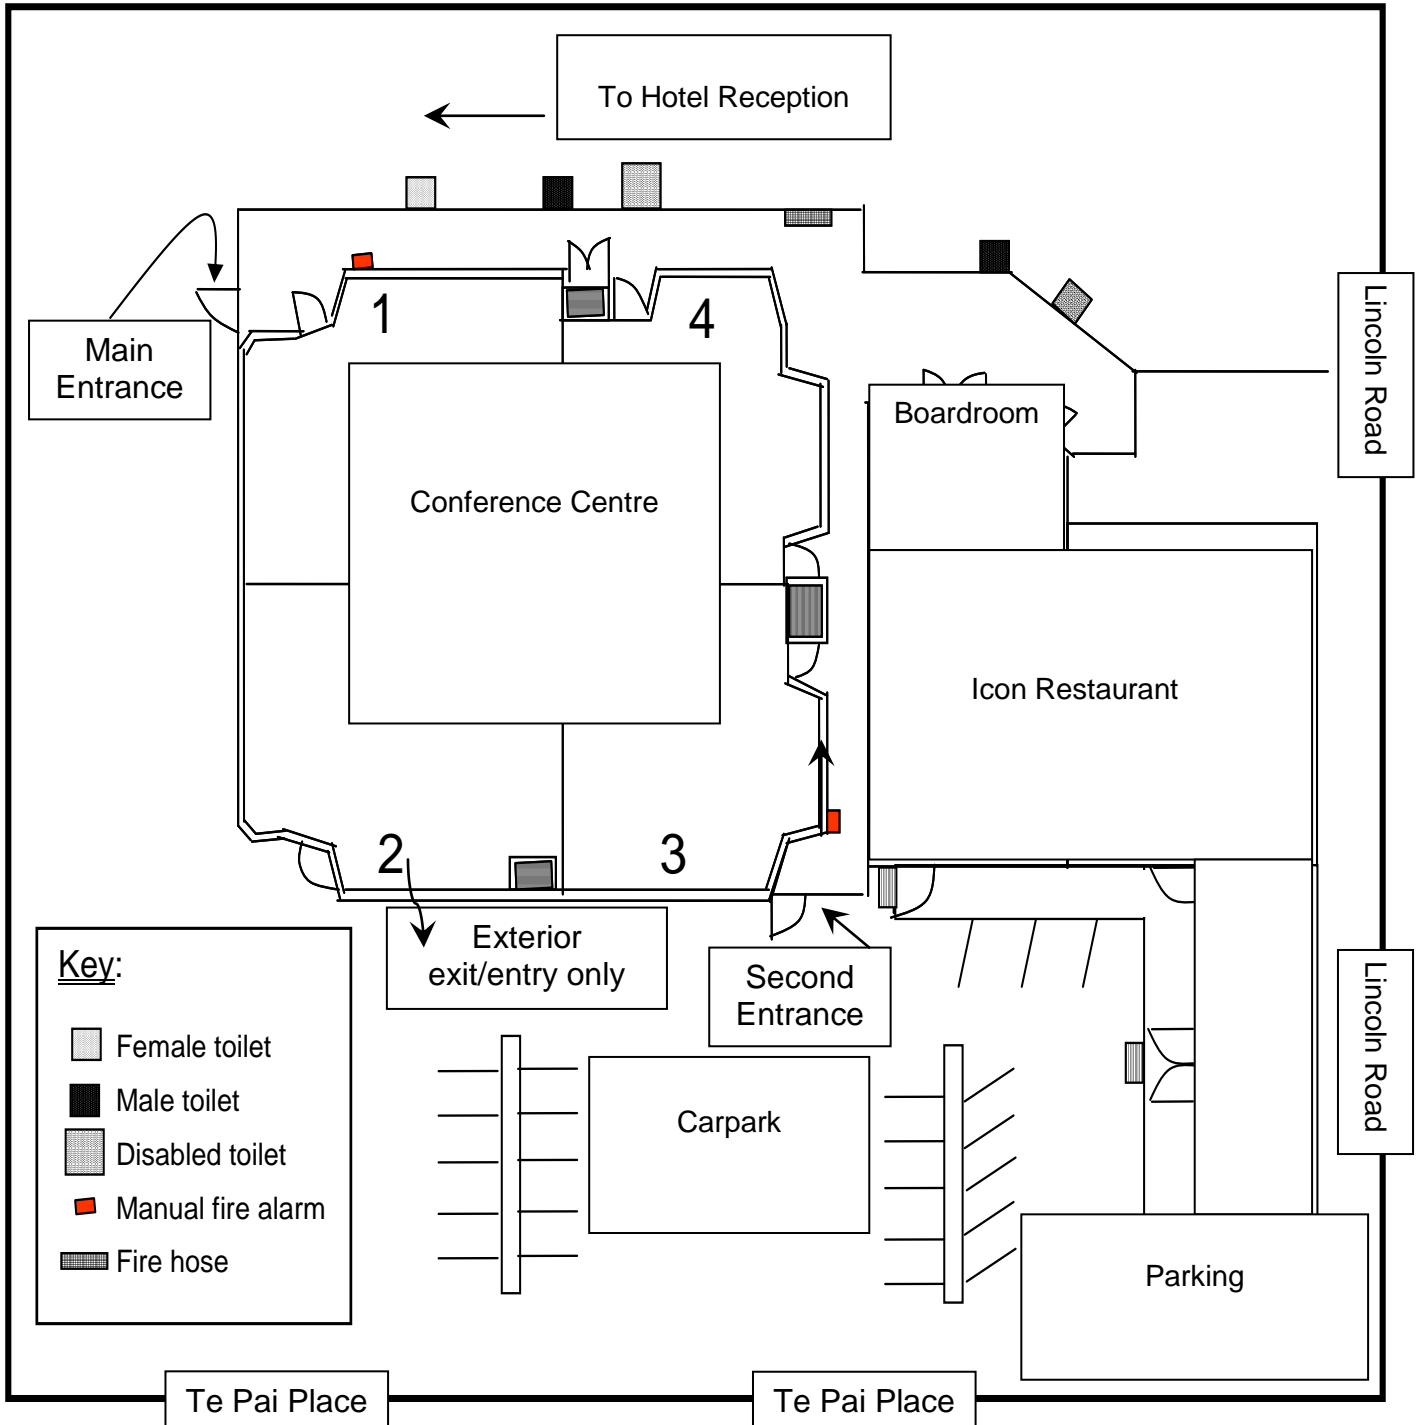 To Hotel Reception
Main
Entrance
1
4
Boardroom
Lincoln Road
Conference Centre
Icon Restaurant
2
3
Exterior
exit/entry only
Second
Entrance
Key:
Female toilet
Male toilet
Disabled toilet
Manual fire alarm
Fire hose
Carpark
Lincoln Road
Parking
Te Pai Place
Te Pai Place